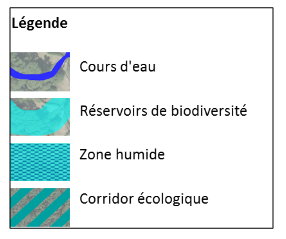 Légende
Cours d'eau
Réservoirs de biodiversité
Zone humide
Corridor écologique